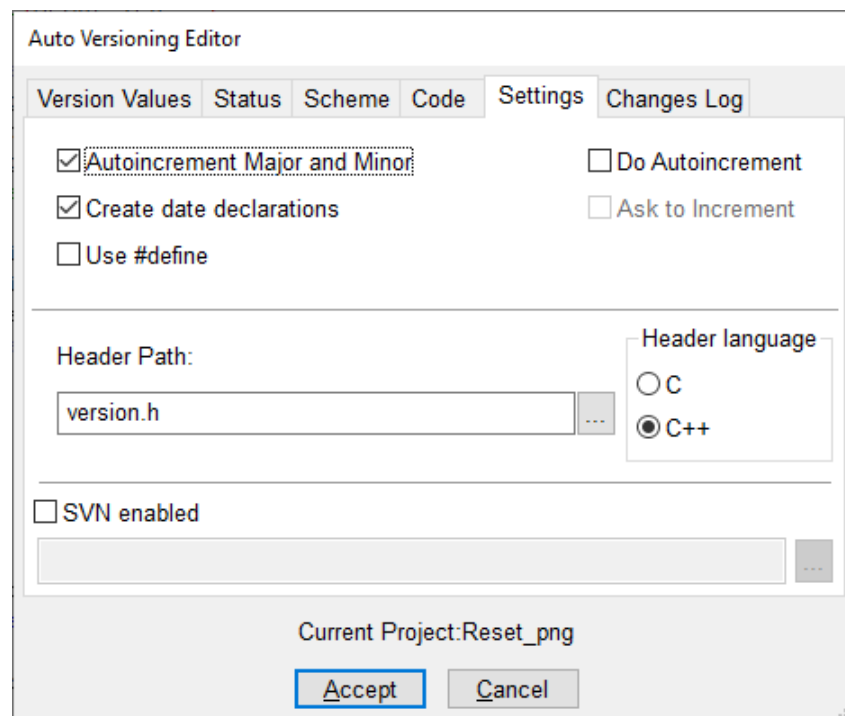 Auto Versioning Editor
Version Values Status Scheme Code Settings Changes Log
Autoincrement Major and Minor Do Autoincrement
Create date declarations Ask to Increment
Use #define
Header Path: Header language
C
version.h ... C++
SVN enabled
...
Current Project:Reset_png
Accept Cancel